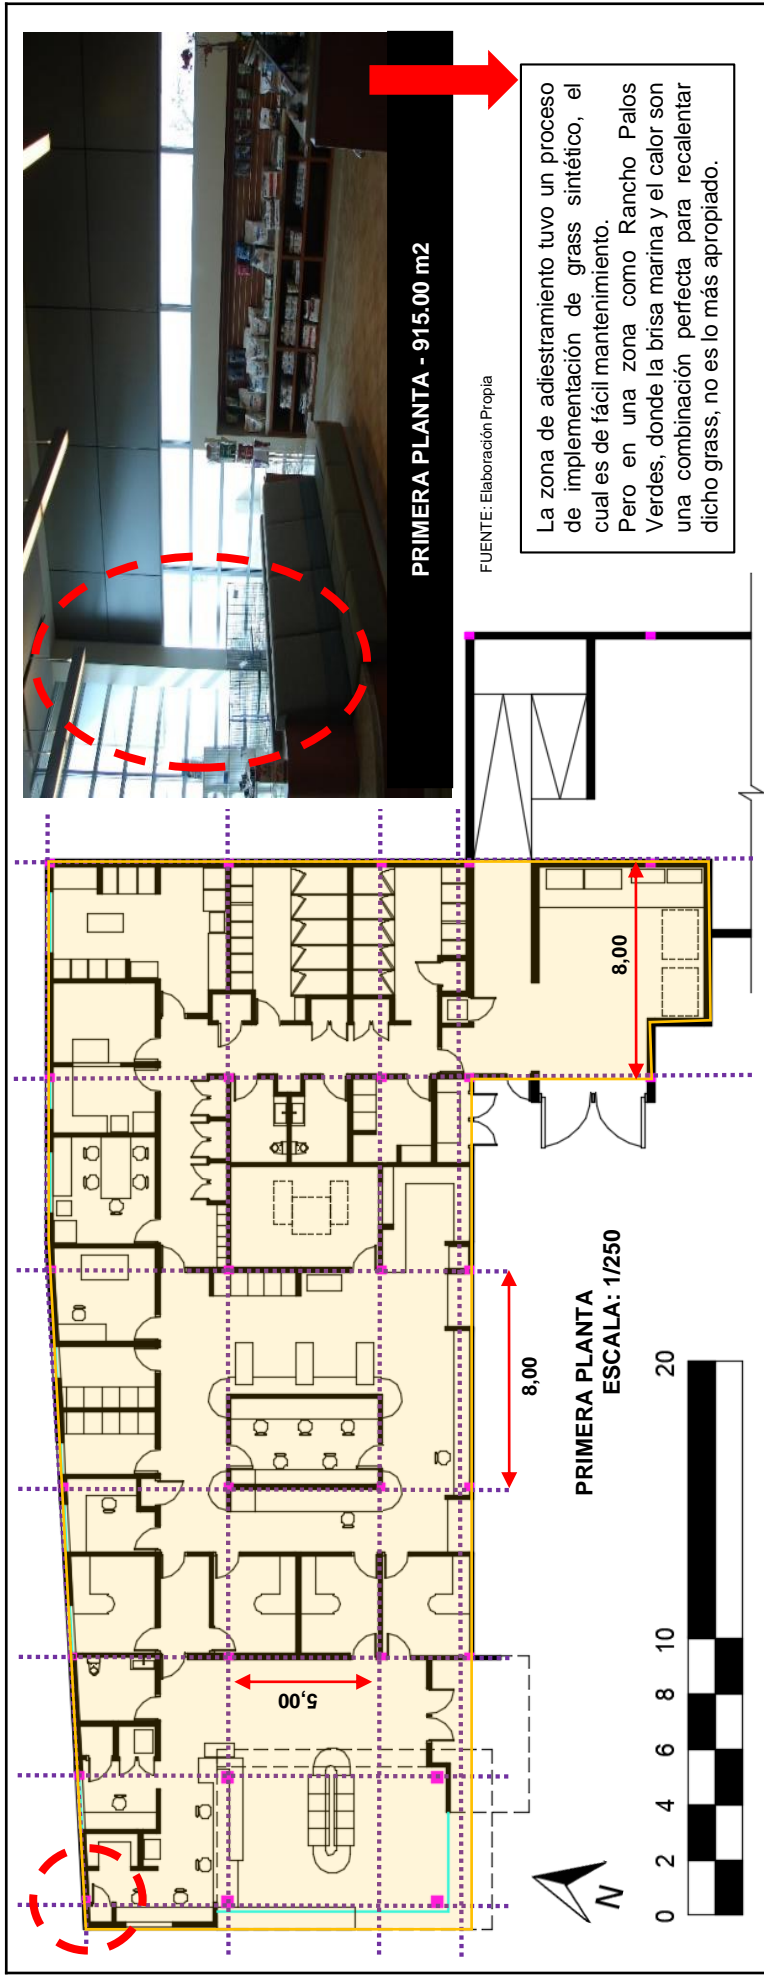 PRIMERA PLANTA - 915.00 m2
FUENTE: Elaboración Propia
La zona de adiestramiento tuvo un proceso
de implementación de grass sintético, el
cual es de fácil mantenimiento.
Pero en una zona como Rancho Palos
Verdes, donde la brisa marina y el calor son
una combinación perfecta para recalentar
dicho grass, no es lo más apropiado.
5,00
8,00
8,00
PRIMERA PLANTA
ESCALA: 1/250
N
0 2 4 6 8 10 20